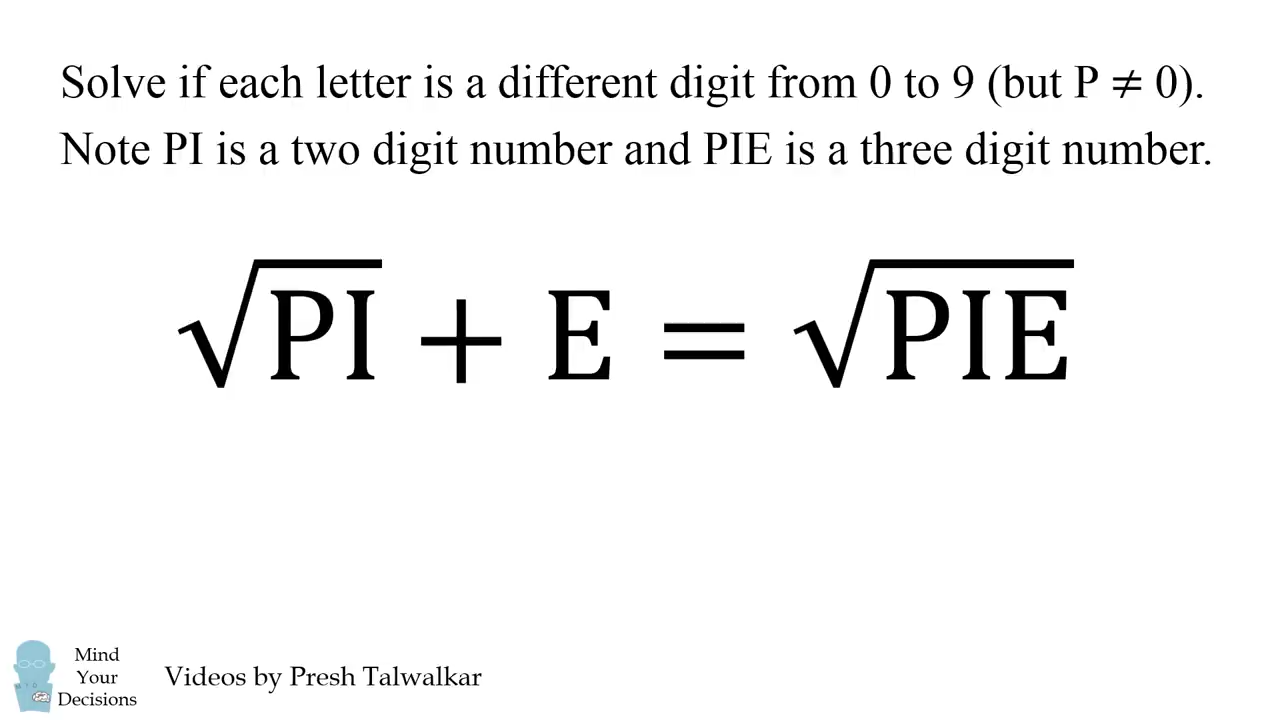 Solve if each letter is a different digit from 0 to 9 (but P ≠ 0).
Note PI is a two digit number and PIE is a three digit number.
√PI + E = √PIE
Mind
Your
Decisions
Videos by Presh Talwalkar